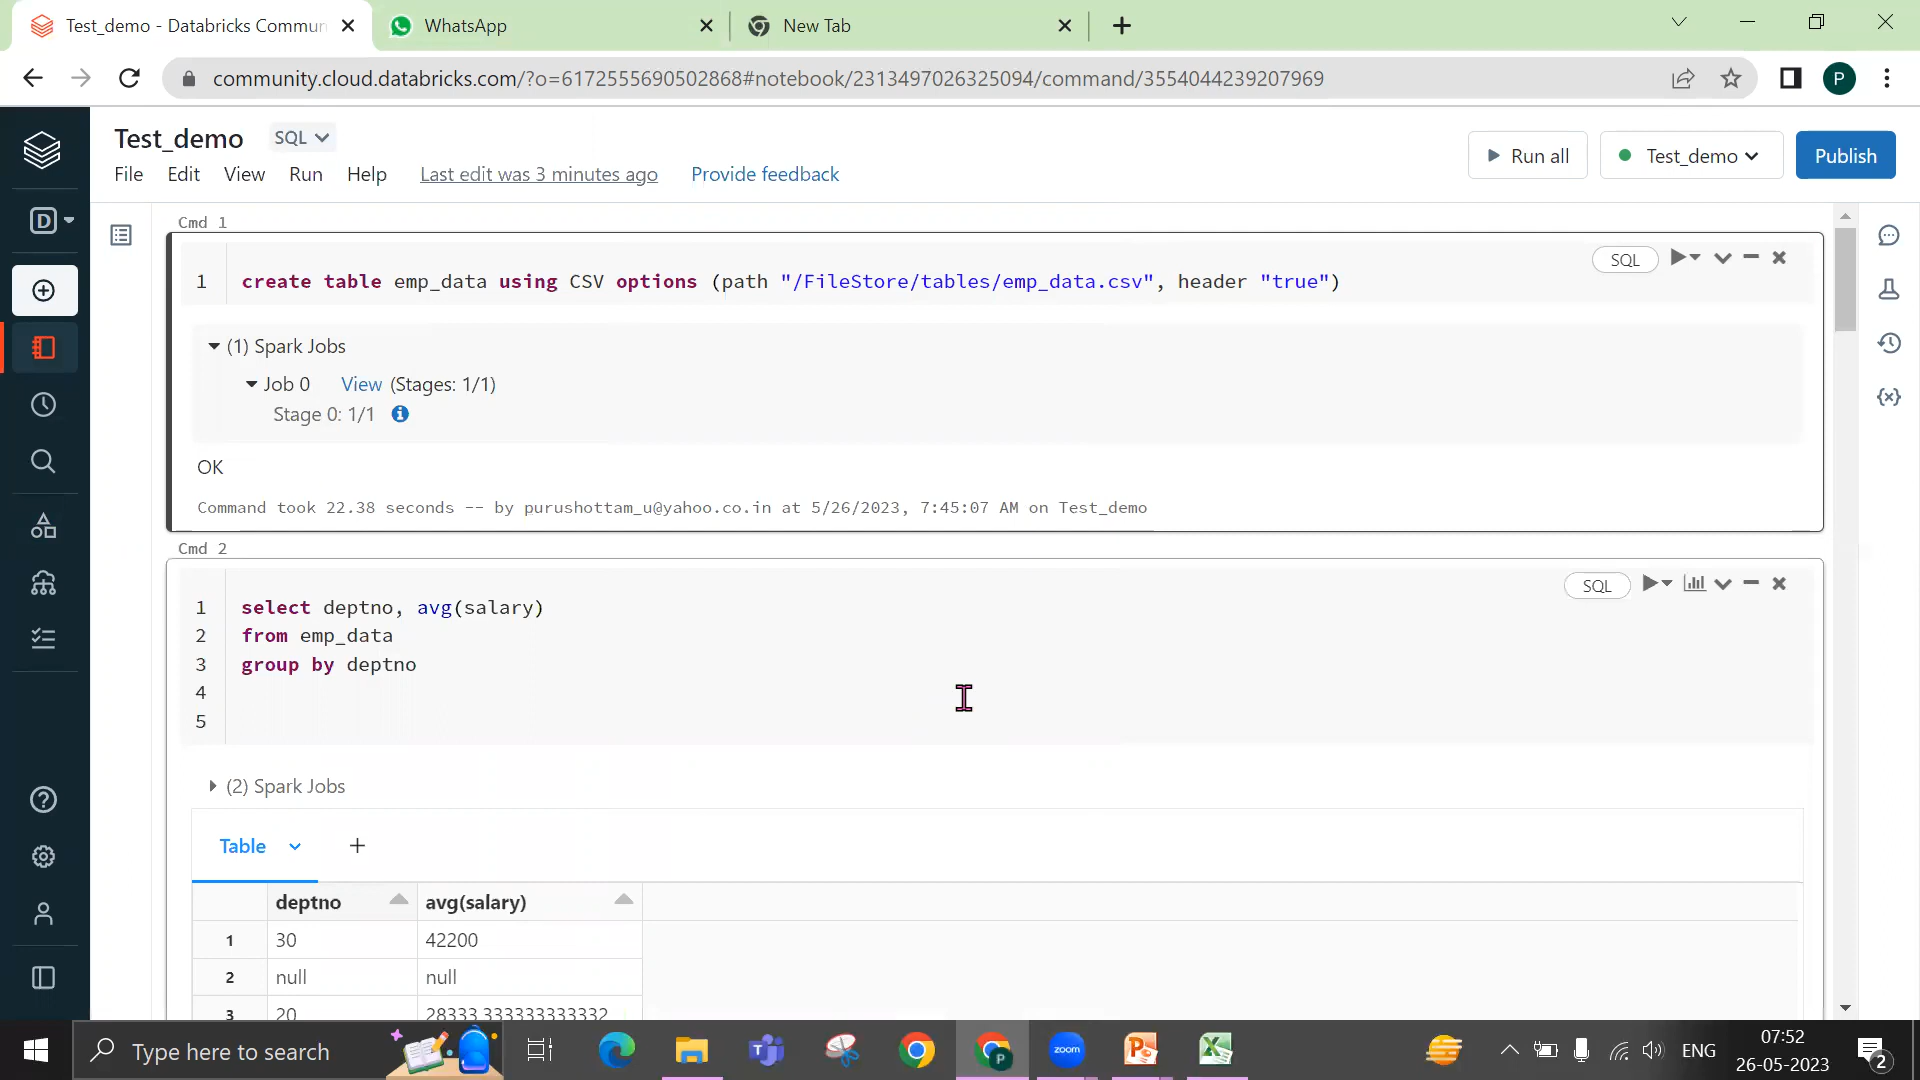 Test_demo - Databricks Commun
WhatsApp
New Tab
community.cloud.databricks.com/?o=6172555690502868#notebook/2313497026325094/command/3554044239207969
P
Test_demo SQL
File Edit View Run Help Last edit was 3 minutes ago Provide feedback
Run all
Test_demo
Publish
D
Cmd 1
SQL
1 create table emp_data using CSV options (path "/FileStore/tables/emp_data.csv", header "true")
(1) Spark Jobs
Job 0 View (Stages: 1/1)
Stage 0: 1/1
OK
Command took 22.38 seconds -- by purushottam_u@yahoo.co.in at 5/26/2023, 7:45:07 AM on Test_demo
Cmd 2
SQL
1 select deptno, avg(salary)
2 from emp_data
3 group by deptno
4
5
(2) Spark Jobs
Table +
deptno avg(salary)
1 30 42200
2 null null
3 20 28333.333333333332
Type here to search
zoom
ENG
07:52
26-05-2023
2